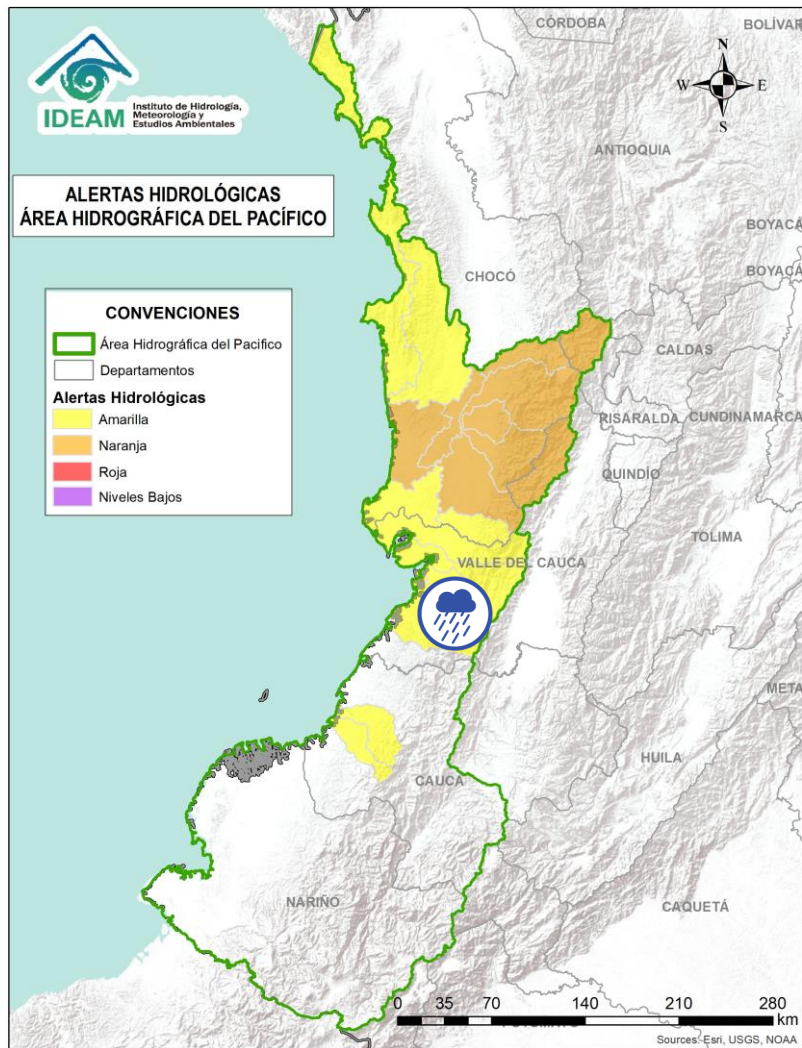 IDEAM
Instituto de Hidrología,
Meteorología y
Estudios Ambientales
ALERTAS HIDROLÓGICAS
ÁREA HIDROGRÁFICA DEL PACÍFICO
CONVENCIONES
Área Hidrográfica del Pacifico
Departamentos
Alertas Hidrológicas
Amarilla
Naranja
Roja
Niveles Bajos
N
W
E
S
CÓRDOBA
BOLÍVAR
ANTIOQUIA
BOYACÁ
CHOCÓ
BOYACÁ
CALDAS
RISARALDA
CUNDINAMARCA
QUINDÍO
TOLIMA
VALLE DEL CAUCA
META
HUILA
CAUCA
NARIÑO
CAQUETÁ
0 35 70 140 210 280
km
Sources: Esri, USGS, NOAA